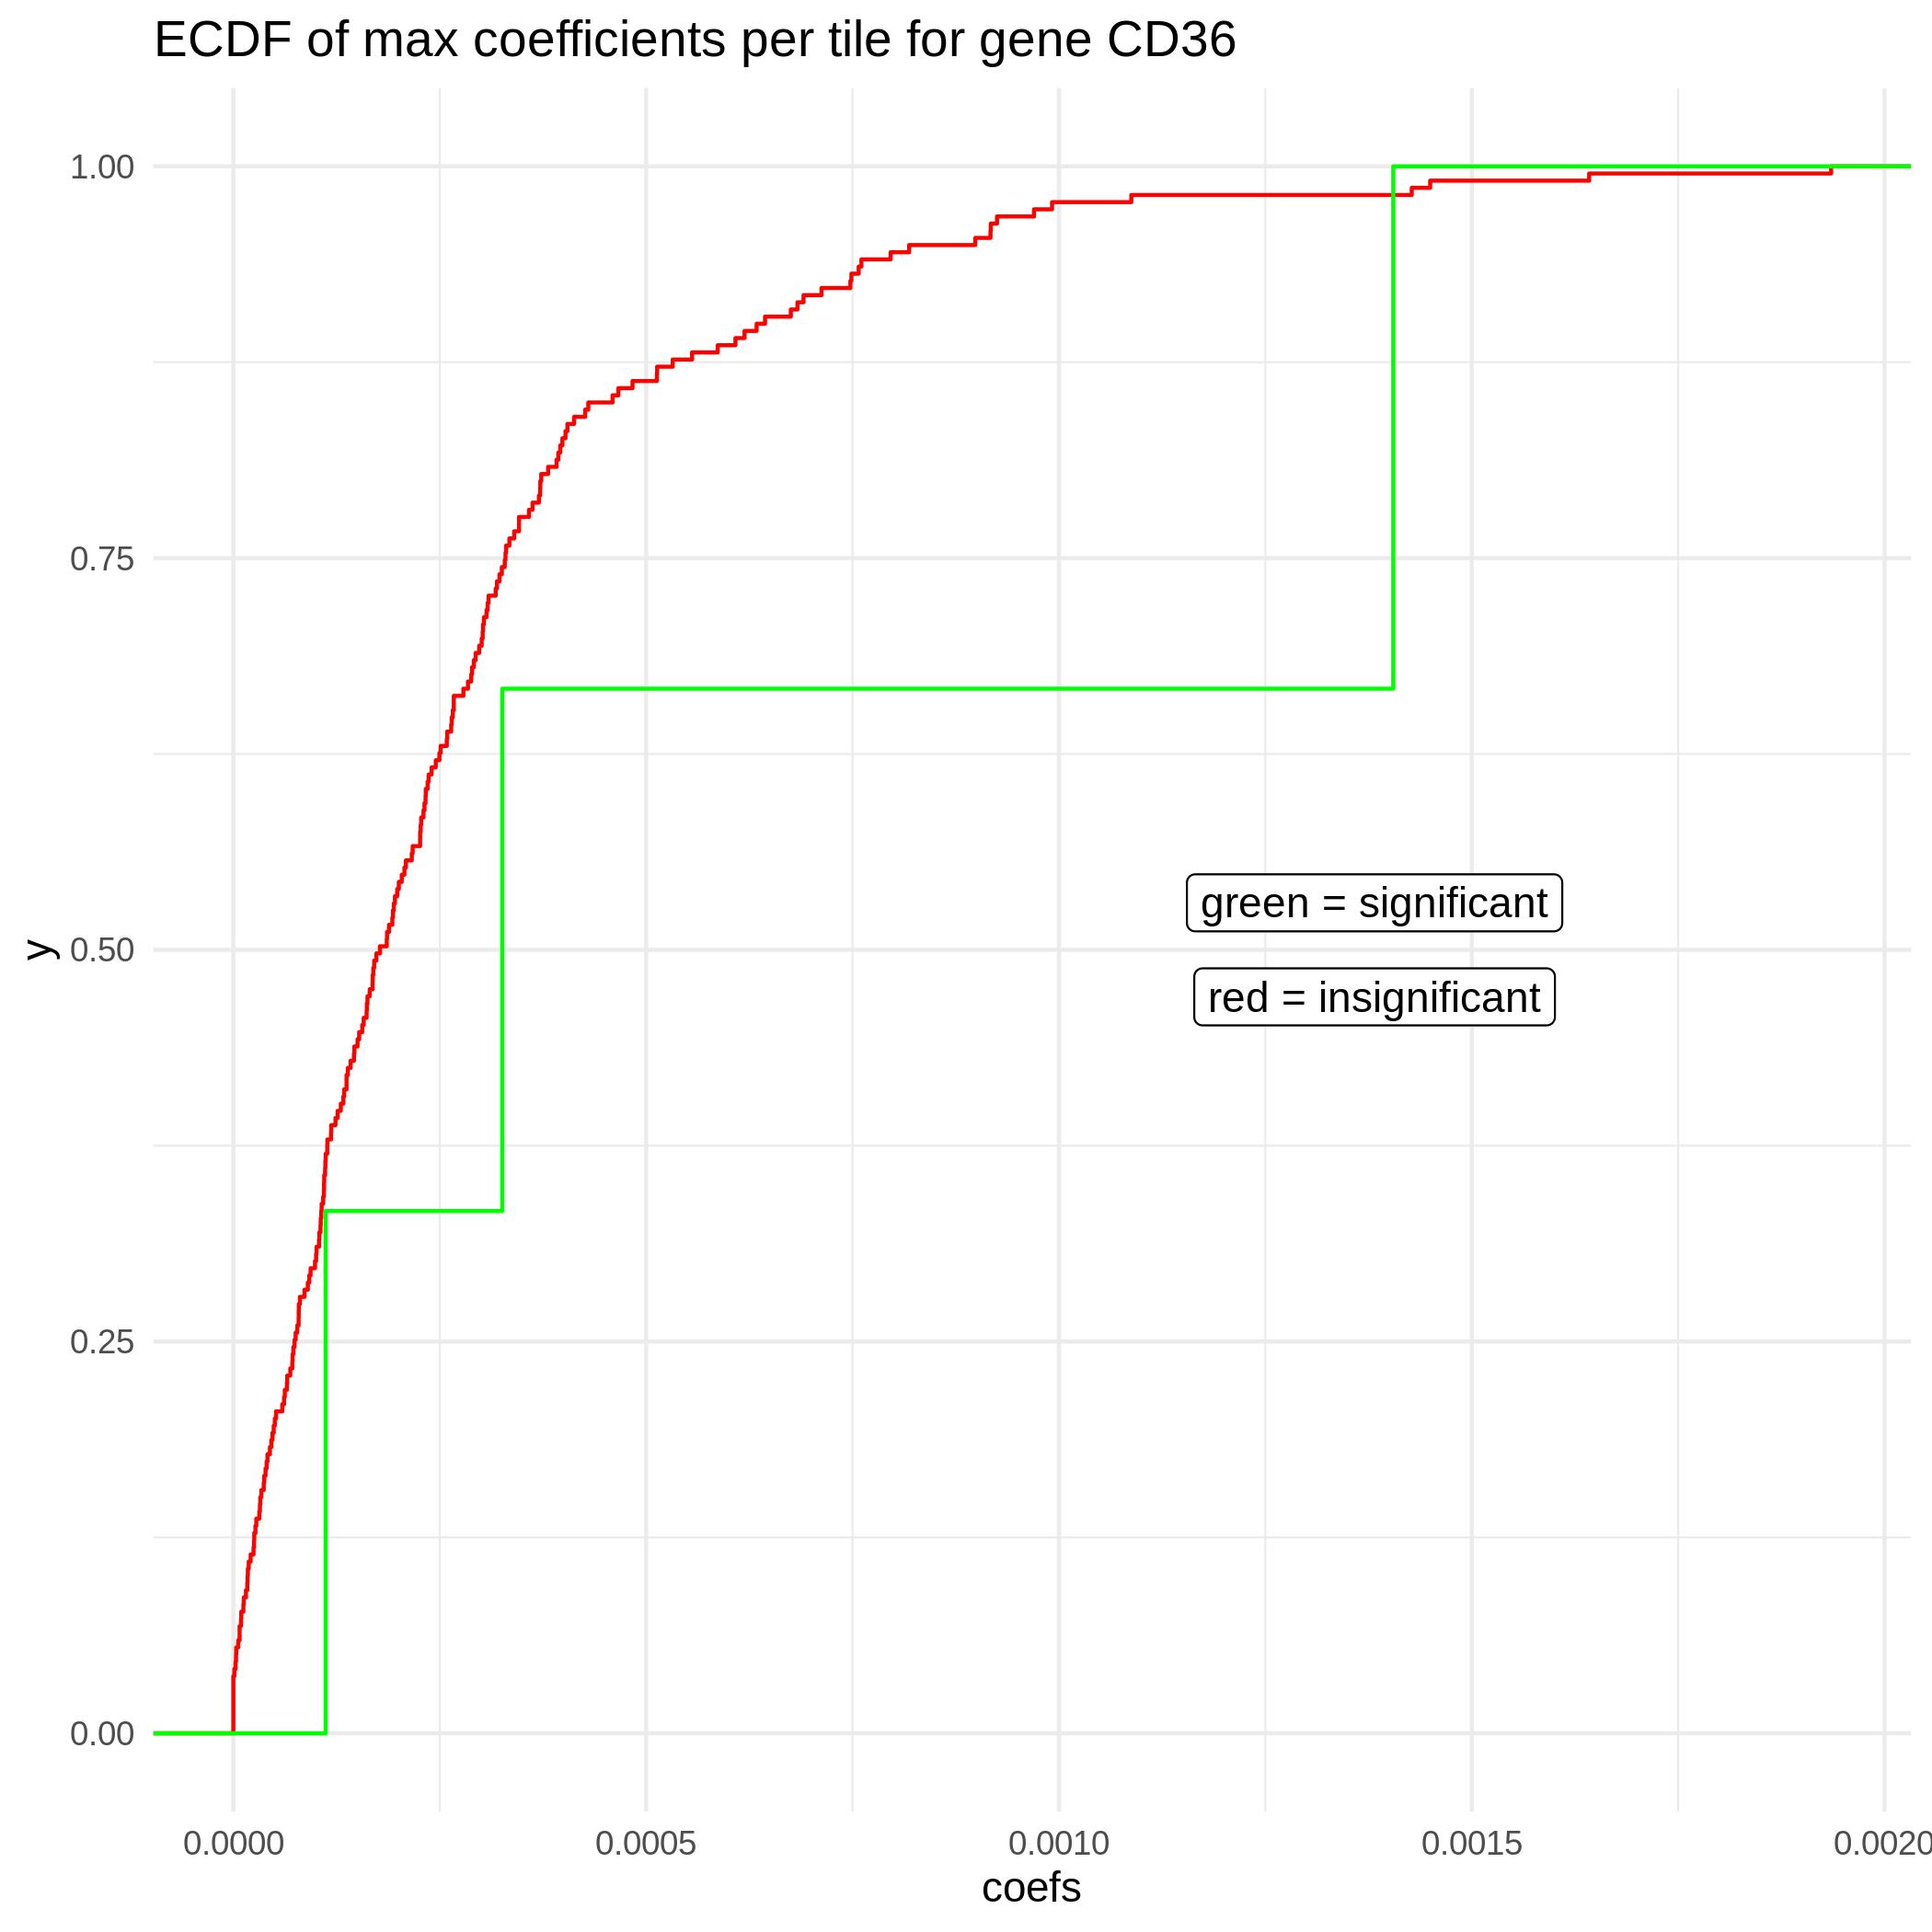 ECDF of max coefficients per tile for gene CD36
1.00
0.75
0.50
0.25
0.00
y
green = significant
red = insignificant
0.0000 0.0005 0.0010 0.0015 0.0020
coefs